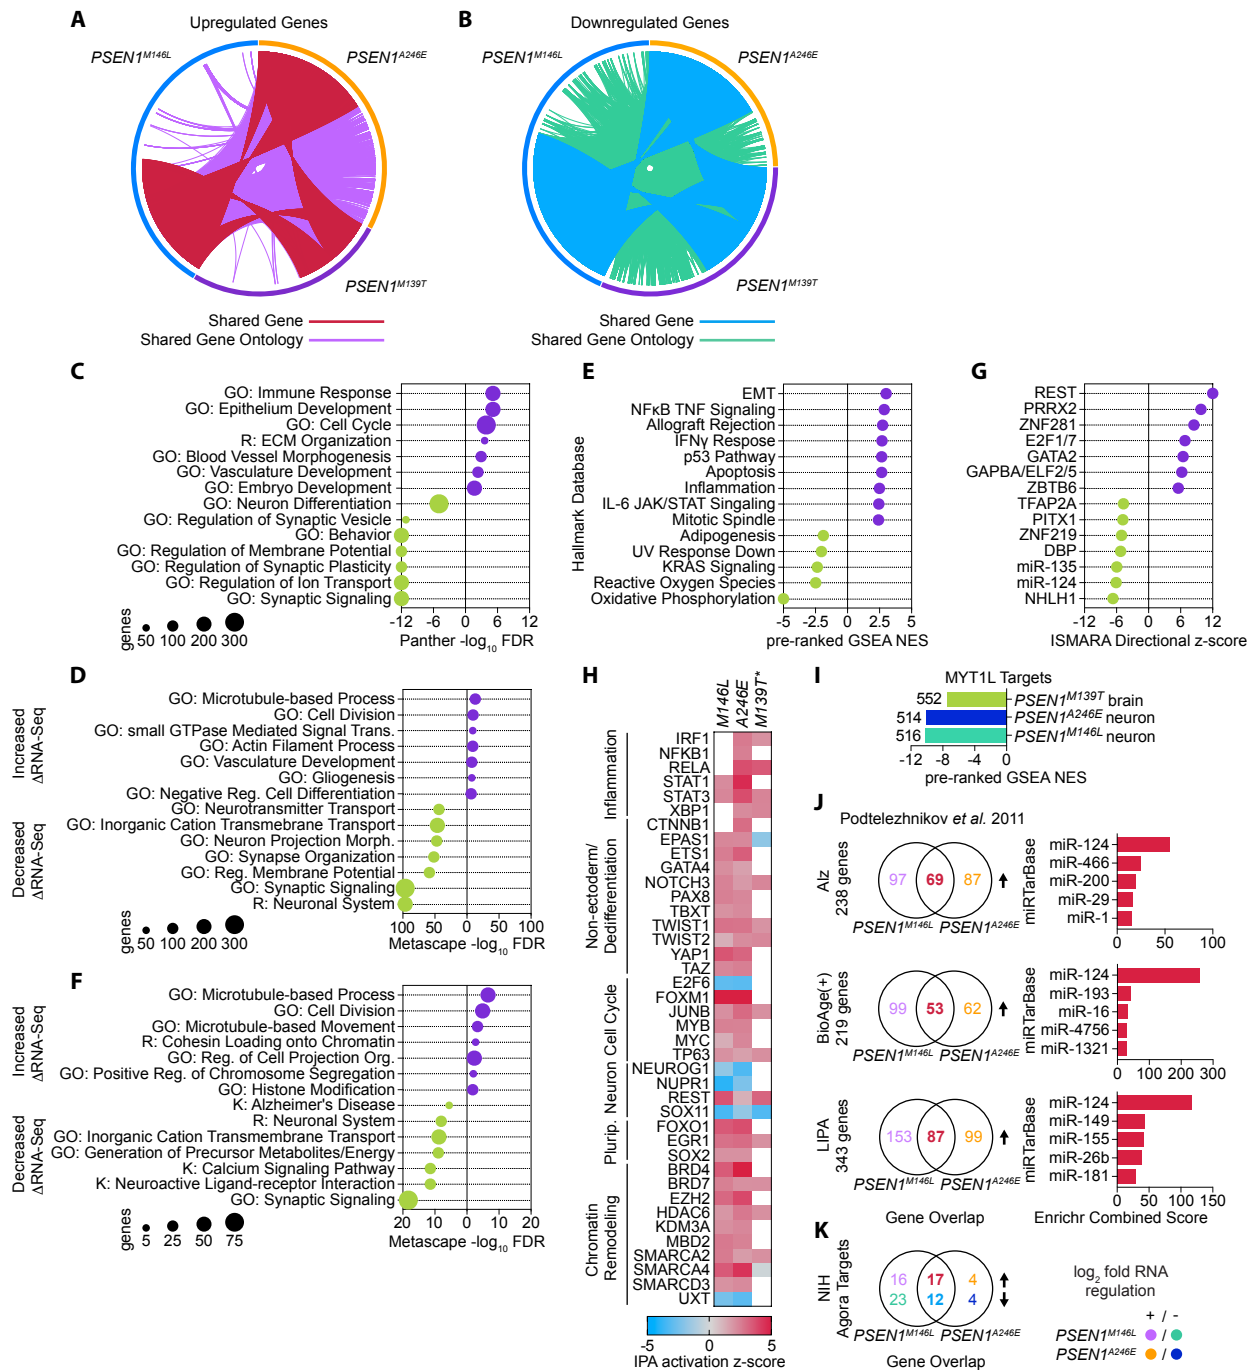 A
Upregulated Genes
PSEN1M146L
PSEN1A246E
PSEN1M139T
Shared Gene
Shared Gene Ontology
B
Downregulated Genes
PSEN1M146L
PSEN1A246E
PSEN1M139T
Shared Gene
Shared Gene Ontology
C
GO: Immune Response
GO: Epithelium Development
GO: Cell Cycle
R: ECM Organization
GO: Blood Vessel Morphogenesis
GO: Vasculature Development
GO: Embryo Development
GO: Neuron Differentiation
GO: Regulation of Synaptic Vesicle
GO: Behavior
GO: Regulation of Membrane Potential
GO: Regulation of Synaptic Plasticity
GO: Regulation of Ion Transport
GO: Synaptic Signaling
genes
50 100 200 300
-12 -6 0 6 12
Panther -log10 FDR
E
Hallmark Database
EMT
NFκB TNF Signaling
Allograft Rejection
IFNγ Respose
p53 Pathway
Apoptosis
Inflammation
IL-6 JAK/STAT Singaling
Mitotic Spindle
Adipogenesis
UV Response Down
KRAS Signaling
Reactive Oxygen Species
Oxidative Phosphorylation
-5 -2.5 0 2.5 5
pre-ranked GSEA NES
G
REST
PRRX2
ZNF281
E2F1/7
GATA2
GAPBA/ELF2/5
ZBTB6
TFAP2A
PITX1
ZNF219
DBP
miR-135
miR-124
NHLH1
-12 -6 0 6 12
ISMARA Directional z-score
D
Increased
ΔRNA-Seq
Decreased
ΔRNA-Seq
GO: Microtubule-based Process
GO: Cell Division
GO: small GTPase Mediated Signal Trans.
GO: Actin Filament Process
GO: Vasculature Development
GO: Gliogenesis
GO: Negative Reg. Cell Differentiation
GO: Neurotransmitter Transport
GO: Inorganic Cation Transmebrane Transport
GO: Neuron Projection Morph.
GO: Synapse Organization
GO: Reg. Membrane Potential
GO: Synaptic Signaling
R: Neuronal System
genes
50 100 200 300
100 50 0 50 100
Metascape -log10 FDR
F
Increased
ΔRNA-Seq
Decreased
ΔRNA-Seq
GO: Microtubule-based Process
GO: Cell Division
GO: Microtubule-based Movement
R: Cohesin Loading onto Chromatin
GO: Reg. of Cell Projection Org.
GO: Positive Reg. of Chromosome Segregation
GO: Histone Modification
K: Alzheimer's Disease
R: Neuronal System
GO: Inorganic Cation Transmembrane Transport
GO: Generation of Precursor Metabolites/Energy
K: Calcium Signaling Pathway
K: Neuroactive Ligand-receptor Interaction
GO: Synaptic Signaling
genes
5 25 50 75
20 10 0 10 20
Metascape -log10 FDR
H
M146L
A246E
M139T*
Inflammation
IRF1
NFKB1
RELA
STAT1
STAT3
XBP1
Non-ectoderm/
Dedifferentiation
CTNNB1
EPAS1
ETS1
GATA4
NOTCH3
PAX8
TBXT
TWIST1
TWIST2
YAP1
TAZ
Cell Cycle
E2F6
FOXM1
JUNB
MYB
MYC
TP63
Neuron
NEUROG1
NUPR1
REST
SOX11
Plurip.
FOXO1
EGR1
SOX2
Chromatin
Remodeling
BRD4
BRD7
EZH2
HDAC6
KDM3A
MBD2
SMARCA2
SMARCA4
SMARCD3
UXT
-5 0 5
IPA activation z-score
I
MYT1L Targets
552 PSEN1M139T brain
514 PSEN1A246E neuron
516 PSEN1M146L neuron
-12 -8 -4 0
pre-ranked GSEA NES
J
Podtelezhnikov et al. 2011
Alz
238 genes
97 69 87
PSEN1M146L PSEN1A246E
miRTarBase
miR-124
miR-466
miR-200
miR-29
miR-1
0 50 100
BioAge(+)
219 genes
99 53 62
PSEN1M146L PSEN1A246E
miRTarBase
miR-124
miR-193
miR-16
miR-4756
miR-1321
0 100 200 300
LIPA
343 genes
153 87 99
PSEN1M146L PSEN1A246E
Gene Overlap
miRTarBase
miR-124
miR-149
miR-155
miR-26b
miR-181
0 50 100 150
Enrichr Combined Score
K
NIH
Agora Targets
16 17 4
23 12 4
PSEN1M146L PSEN1A246E
Gene Overlap
log2 fold RNA
regulation
+ / -
PSEN1M146L /
PSEN1A246E /